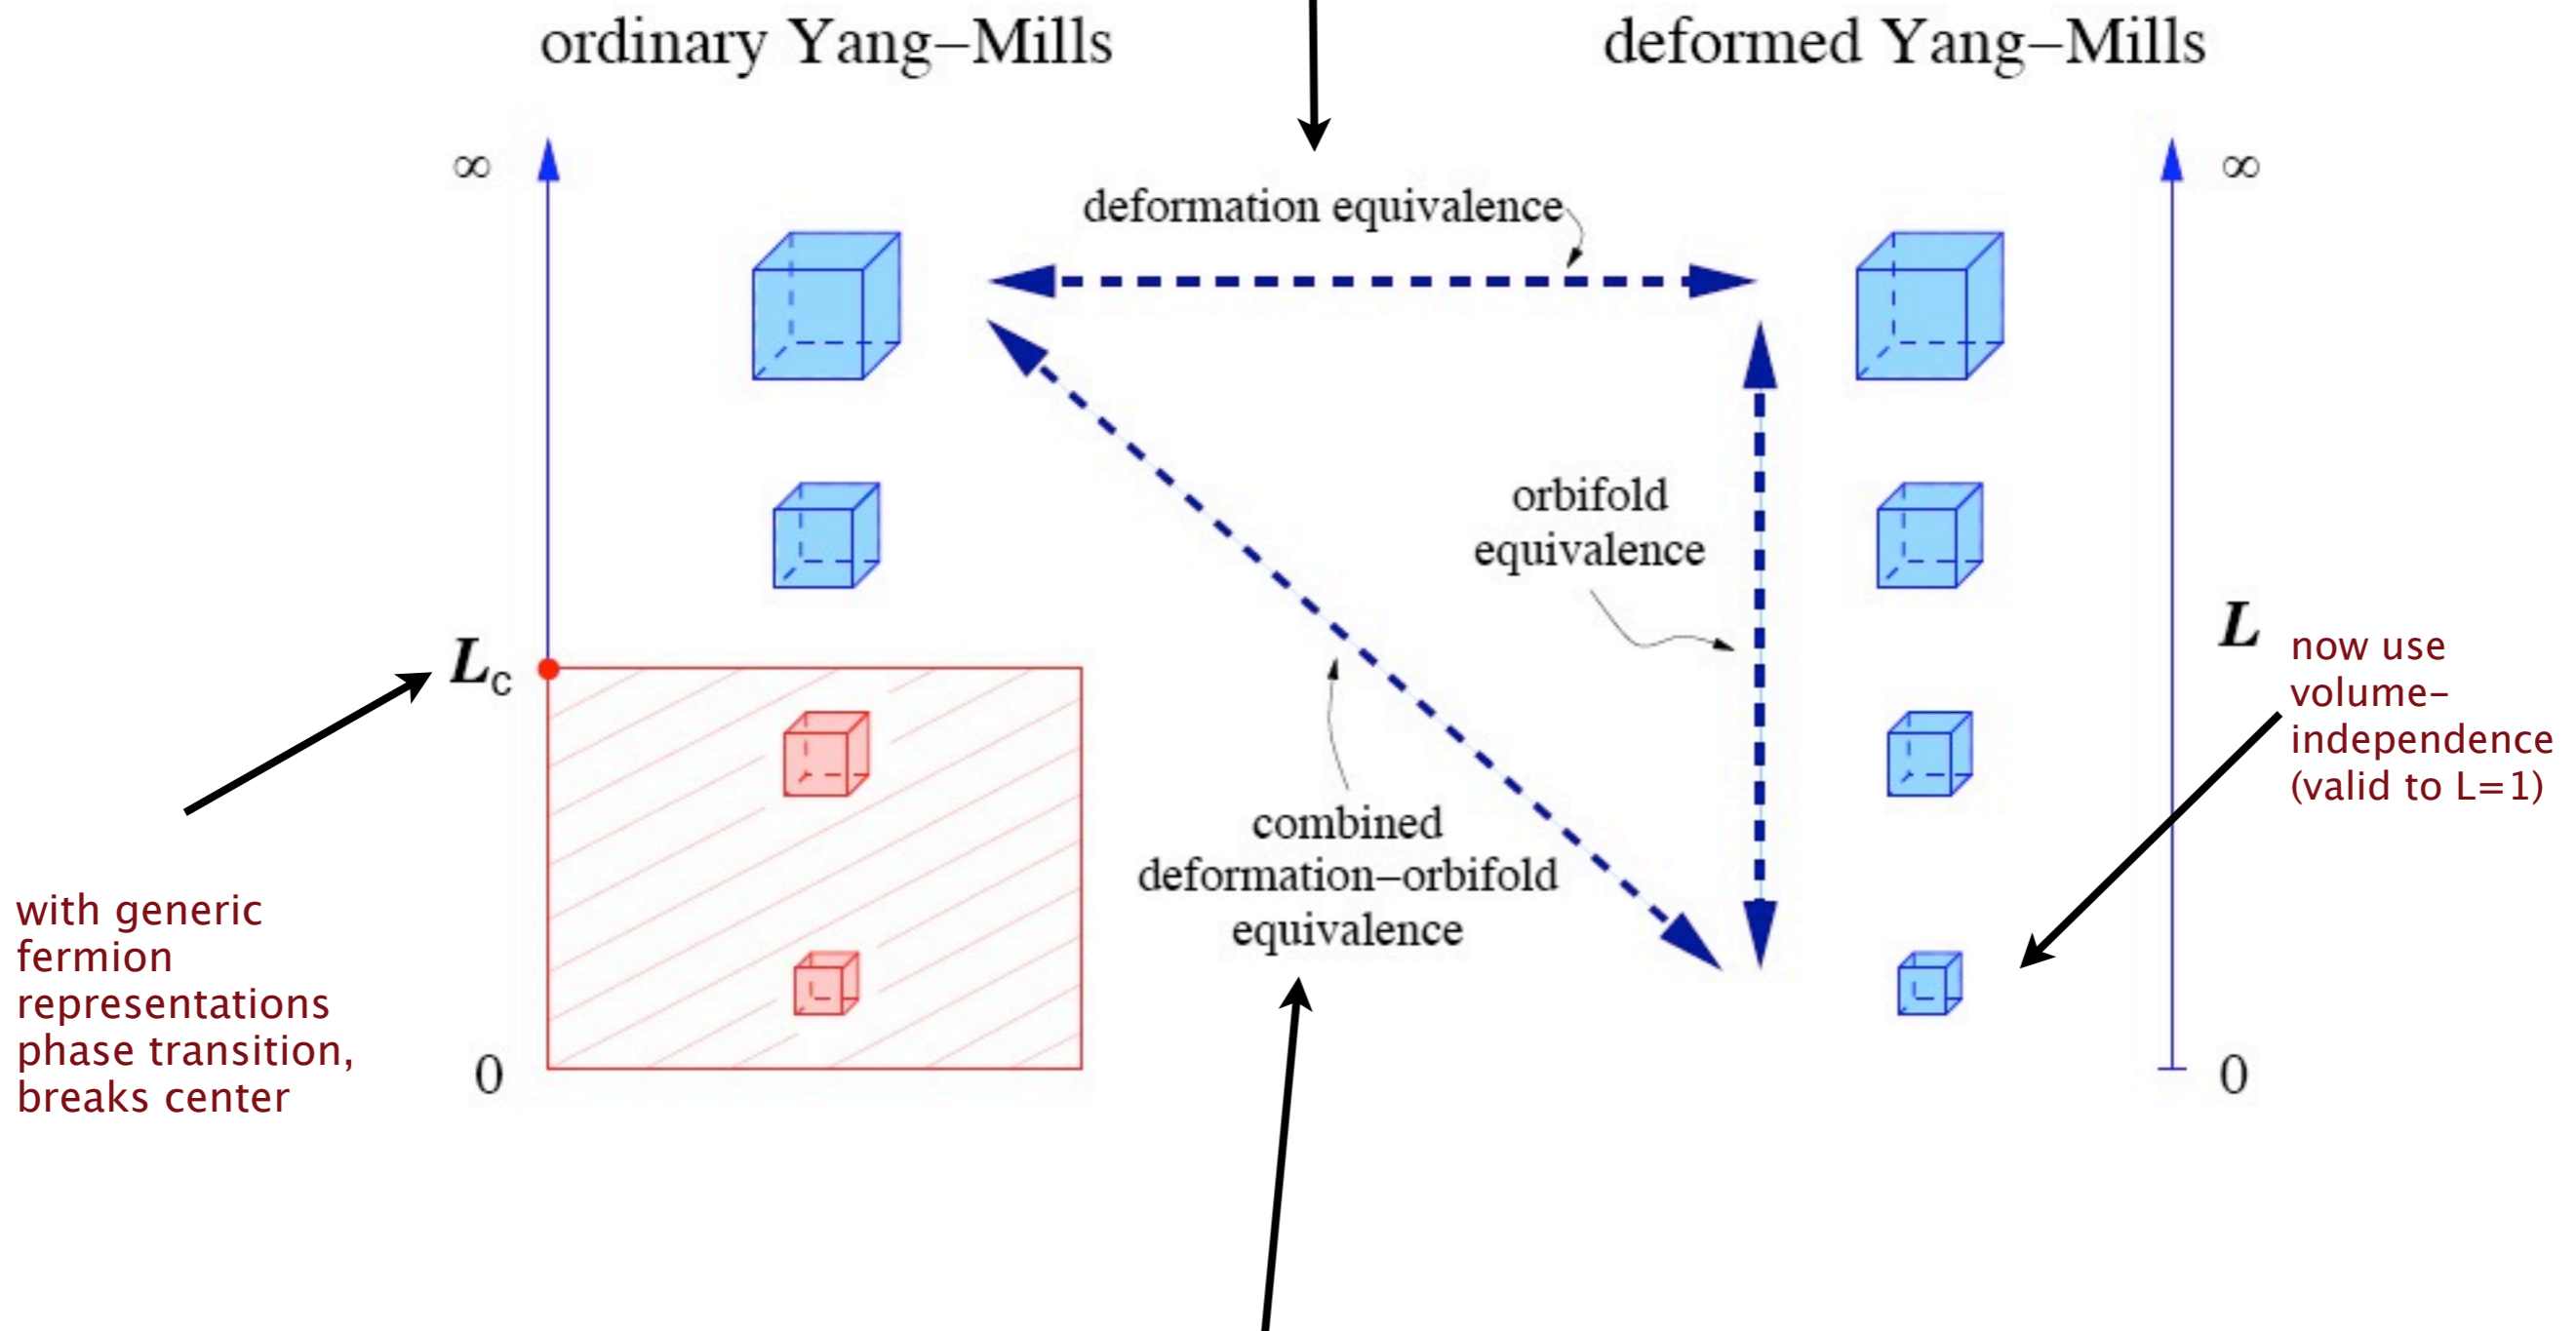 ordinary Yang–Mills
deformed Yang–Mills
∞
∞
deformation equivalence
orbifold
equivalence
L
now use
volume-
independence
(valid to L=1)
Lc
combined
deformation–orbifold
equivalence
with generic
fermion
representations
phase transition,
breaks center
0
0